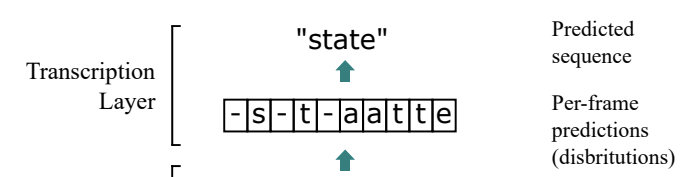 "state"
Predicted
sequence
Transcription
Layer
-s-t-aatte
Per-frame
predictions
(disbritutions)